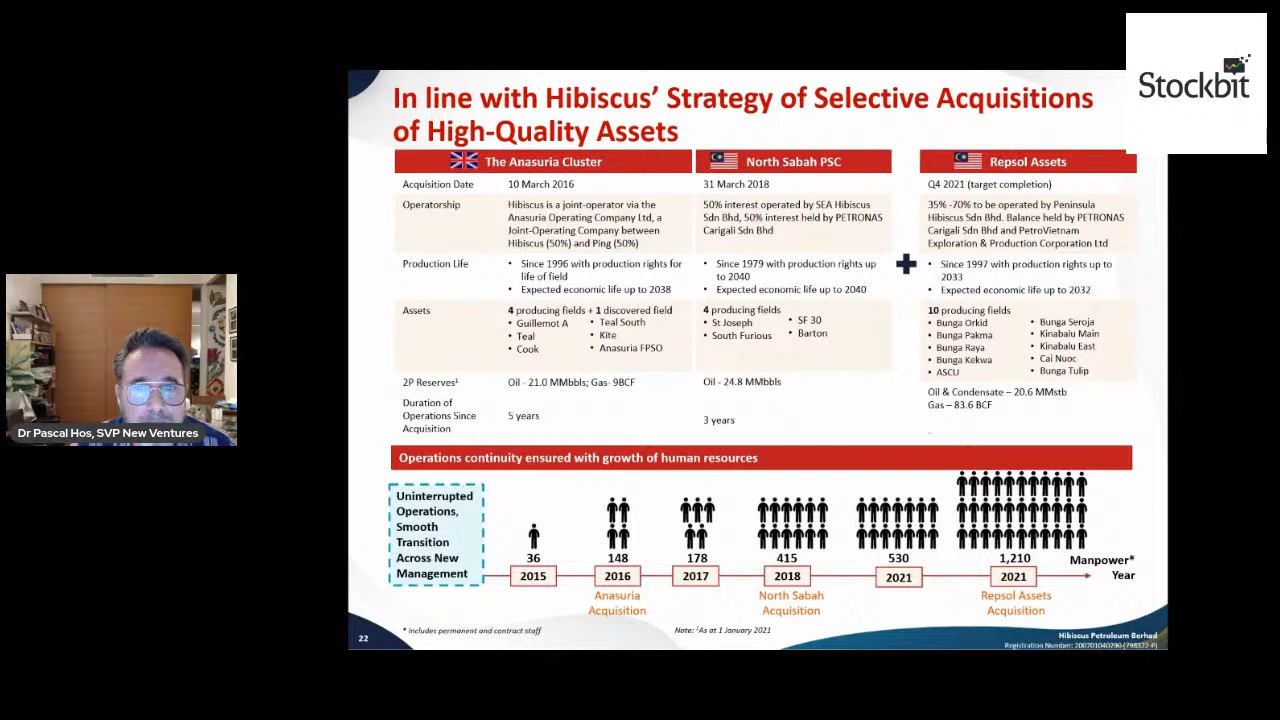 Stockbit
In line with Hibiscus' Strategy of Selective Acquisitions
of High-Quality Assets
The Anasuria Cluster
North Sabah PSC
Repsol Assets
Acquisition Date
10 March 2016
31 March 2018
Q4 2021 (target completion)
Operatorship
Hibiscus is a joint-operator via the
Anasuria Operating Company Ltd, a
Joint-Operating Company between
Hibiscus (50%) and Ping (50%)
50% interest operated by SEA Hibiscus
Sdn Bhd, 50% interest held by PETRONAS
Carigali Sdn Bhd
35% -70% to be operated by Peninsula
Hibiscus Sdn Bhd. Balance held by PETRONAS
Carigali Sdn Bhd and PetroVietnam
Exploration & Production Corporation Ltd
Production Life
• Since 1996 with production rights for
life of field
• Expected economic life up to 2038
• Since 1979 with production rights up
to 2040
• Expected economic life up to 2040
• Since 1997 with production rights up to
2033
• Expected economic life up to 2032
Assets
4 producing fields + 1 discovered field
• Guillemot A
• Teal
• Cook
• Teal South
• Kite
• Anasuria FPSO
4 producing fields
• St Joseph
• South Furious
• SF 30
• Barton
10 producing fields
• Bunga Orkid
• Bunga Pakma
• Bunga Raya
• Bunga Kekwa
• ASCU
• Bunga Seroja
• Kinabalu Main
• Kinabalu East
• Cai Nuoc
• Bunga Tulip
2P Reserves¹
Oil - 21.0 MMbbls; Gas- 9BCF
Oil - 24.8 MMbbls
Oil & Condensate – 20.6 MMstb
Gas – 83.6 BCF
Duration of
Operations Since
Acquisition
5 years
3 years
-
Dr Pascal Hos, SVP New Ventures
Operations continuity ensured with growth of human resources
Uninterrupted
Operations,
Smooth
Transition
Across New
Management
36
148
178
415
530
1,210
Manpower*
2015
2016
2017
2018
2021
2021
Year
Anasuria
Acquisition
North Sabah
Acquisition
Repsol Assets
Acquisition
22
* Includes permanent and contract staff
Note: ¹As at 1 January 2021
Hibiscus Petroleum Berhad
Registration Number: 200701040290 (798322-P)